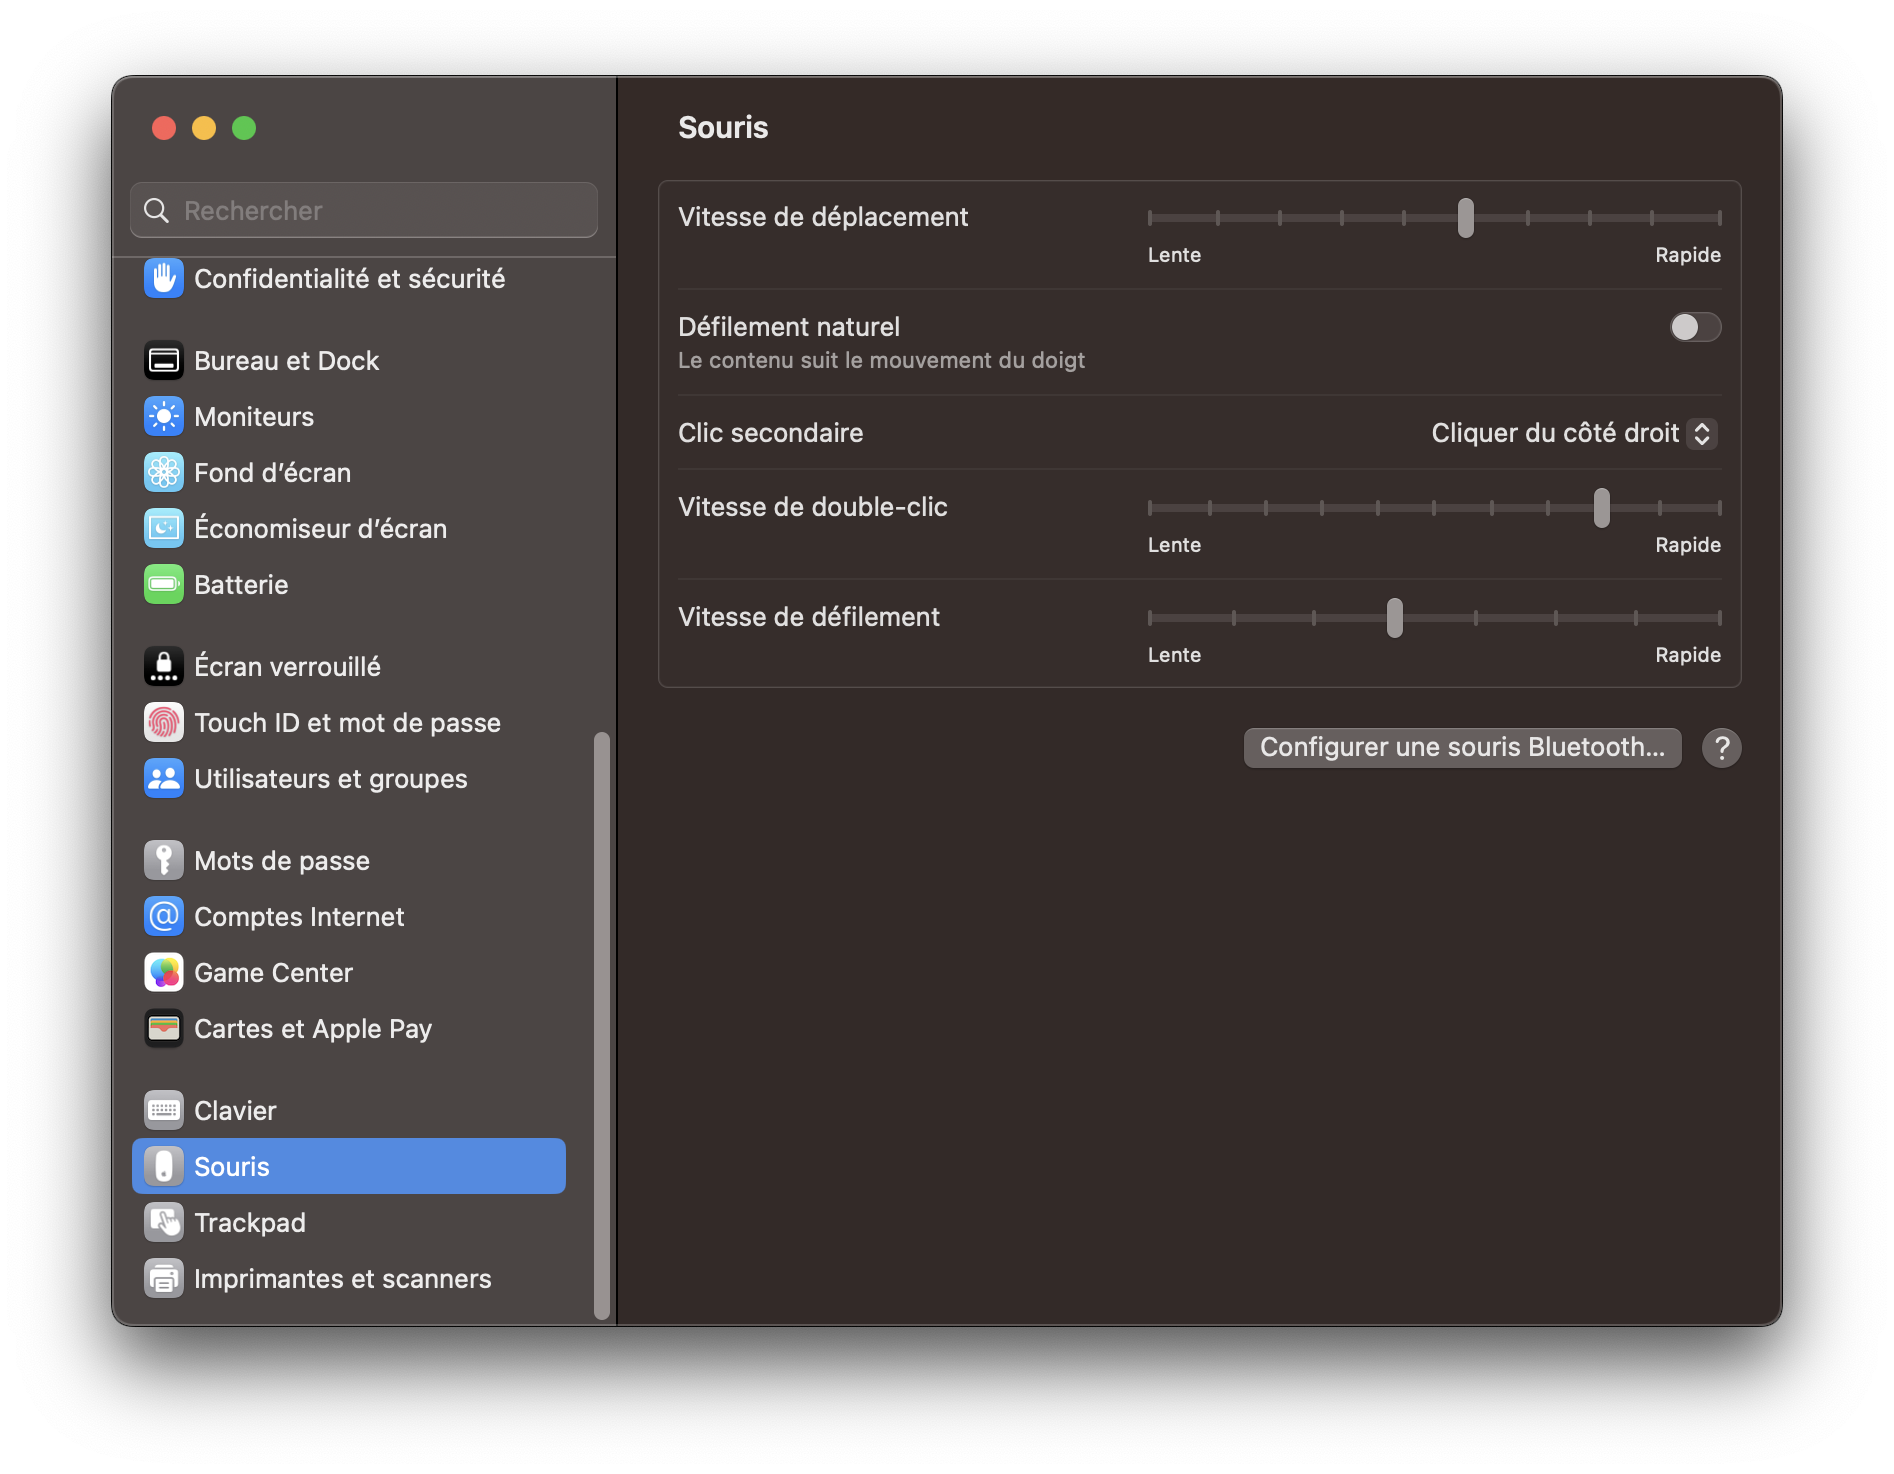 Rechercher
Confidentialité et sécurité
Bureau et Dock
Moniteurs
Fond d’écran
Économiseur d’écran
Batterie
Écran verrouillé
Touch ID et mot de passe
Utilisateurs et groupes
Mots de passe
Comptes Internet
Game Center
Cartes et Apple Pay
Clavier
Souris
Trackpad
Imprimantes et scanners
Souris
Vitesse de déplacement
Lente
Rapide
Défilement naturel
Le contenu suit le mouvement du doigt
Clic secondaire
Cliquer du côté droit
Vitesse de double-clic
Lente
Rapide
Vitesse de défilement
Lente
Rapide
Configurer une souris Bluetooth...
?